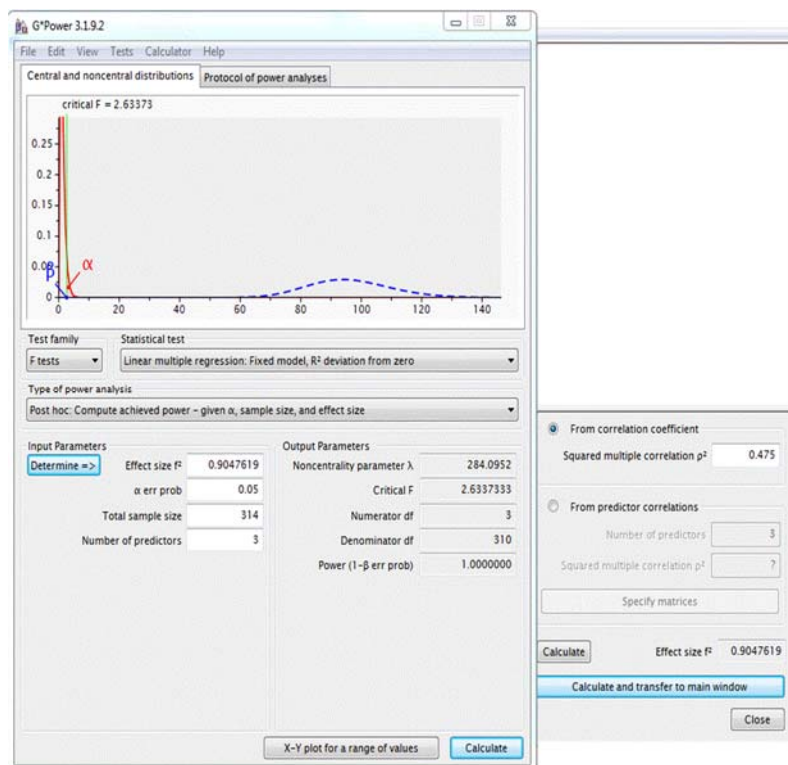 G*Power 3.1.9.2
File Edit View Tests Calculator Help
Central and noncentral distributions Protocol of power analyses
critical F = 2.63373
0.25
0.2
0.15
0.1
0.05
β α
0
0 20 40 60 80 100 120 140
Test family Statistical test
F tests Linear multiple regression: Fixed model, R² deviation from zero
Type of power analysis
Post hoc: Compute achieved power – given α, sample size, and effect size
Input Parameters Output Parameters
Determine => Effect size f² 0.9047619 Noncentrality parameter λ 284.0952
α err prob 0.05 Critical F 2.6337333
Total sample size 314 Numerator df 3
Number of predictors 3 Denominator df 310
Power (1-β err prob) 1.0000000
X-Y plot for a range of values Calculate
From correlation coefficient
Squared multiple correlation ρ² 0.475
From predictor correlations
Number of predictors 3
Squared multiple correlation ρ² ?
Specify matrices
Calculate Effect size f² 0.9047619
Calculate and transfer to main window
Close